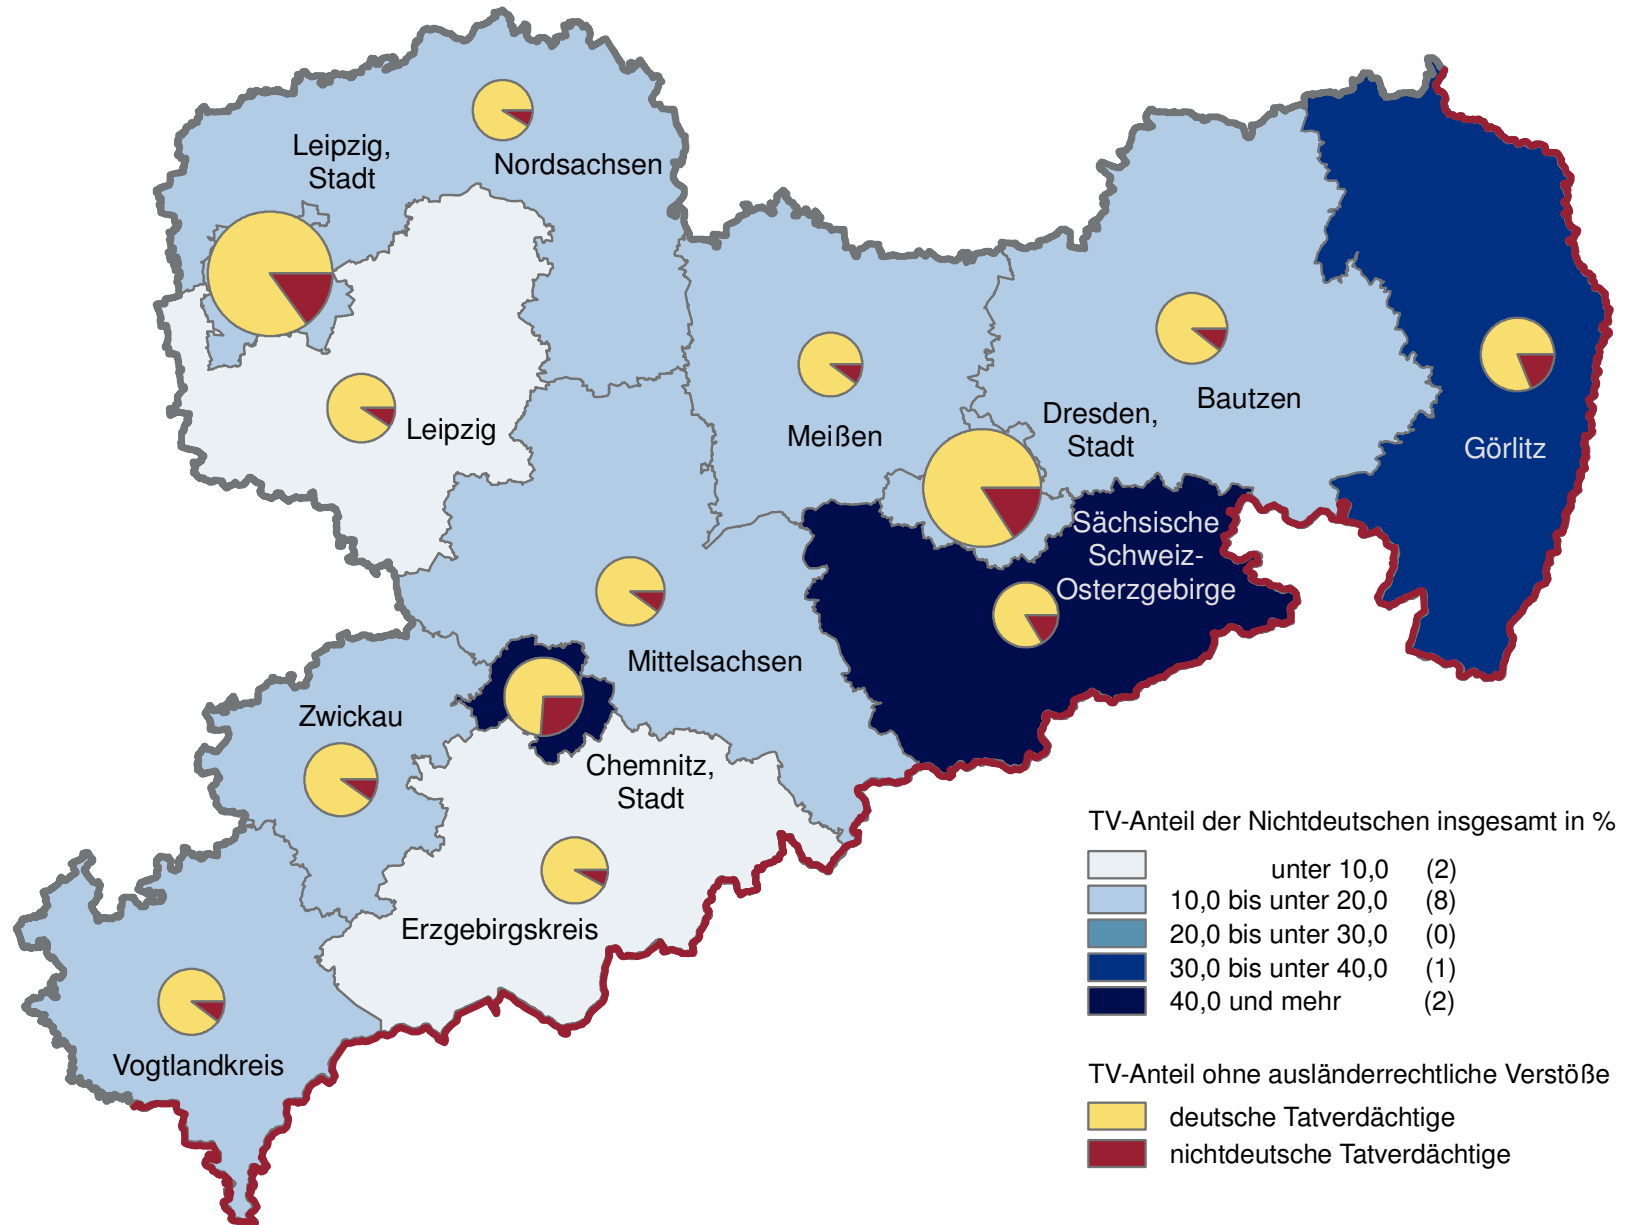 Leipzig,
Stadt
Nordsachsen
Leipzig
Meißen
Dresden,
Stadt
Bautzen
Görlitz
Sächsische
Schweiz-
Osterzgebirge
Mittelsachsen
Zwickau
Chemnitz,
Stadt
Erzgebirgskreis
Vogtlandkreis
TV-Anteil der Nichtdeutschen insgesamt in %
unter 10,0 (2)
10,0 bis unter 20,0 (8)
20,0 bis unter 30,0 (0)
30,0 bis unter 40,0 (1)
40,0 und mehr (2)
TV-Anteil ohne ausländerrechtliche Verstöße
deutsche Tatverdächtige
nichtdeutsche Tatverdächtige